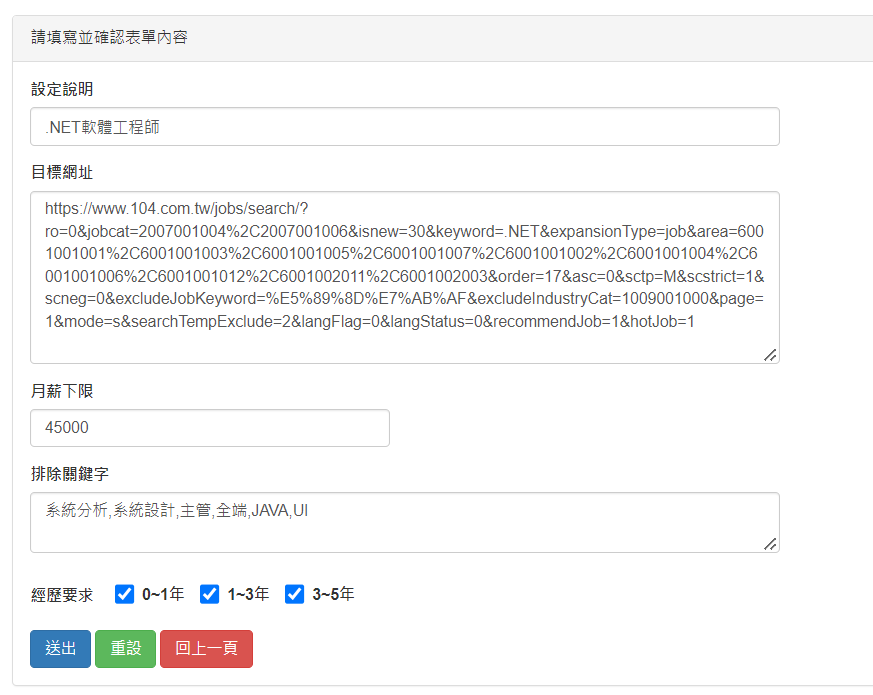 請填寫並確認表單內容
設定說明
.NET軟體工程師
目標網址
https://www.104.com.tw/jobs/search/?
ro=0&jobcat=2007001004%2C2007001006&isnew=30&keyword=.NET&expansionType=job&area=600
1001001%2C6001001003%2C6001001005%2C6001001007%2C6001001002%2C6001001004%2C6
001001006%2C6001001012%2C6001002011%2C6001002003&order=17&asc=0&sctp=M&scstrict=1&
scneg=0&excludeJobKeyword=%E5%89%8D%E7%AB%AF&excludeIndustryCat=1009001000&page=
1&mode=s&searchTempExclude=2&langFlag=0&langStatus=0&recommendJob=1&hotJob=1
月薪下限
45000
排除關鍵字
系統分析,系統設計,主管,全端,JAVA,UI
經歷要求 0~1年 1~3年 3~5年
送出 重設 回上一頁